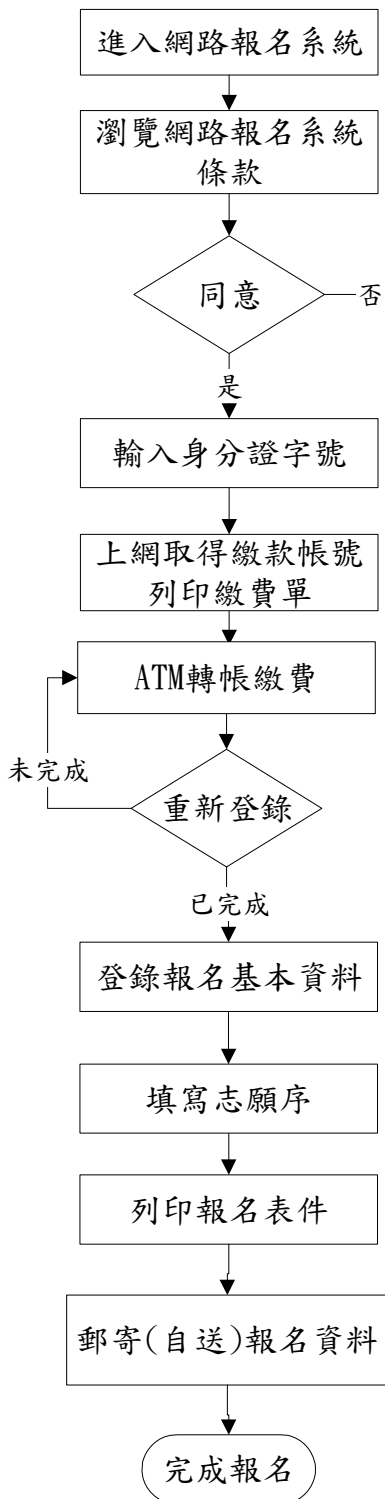 進入網路報名系統
瀏覽網路報名系統
條款
同意
否
是
輸入身分證字號
上網取得繳款帳號
列印繳費單
ATM轉帳繳費
未完成
重新登錄
已完成
登錄報名基本資料
填寫志願序
列印報名表件
郵寄(自送)報名資料
完成報名